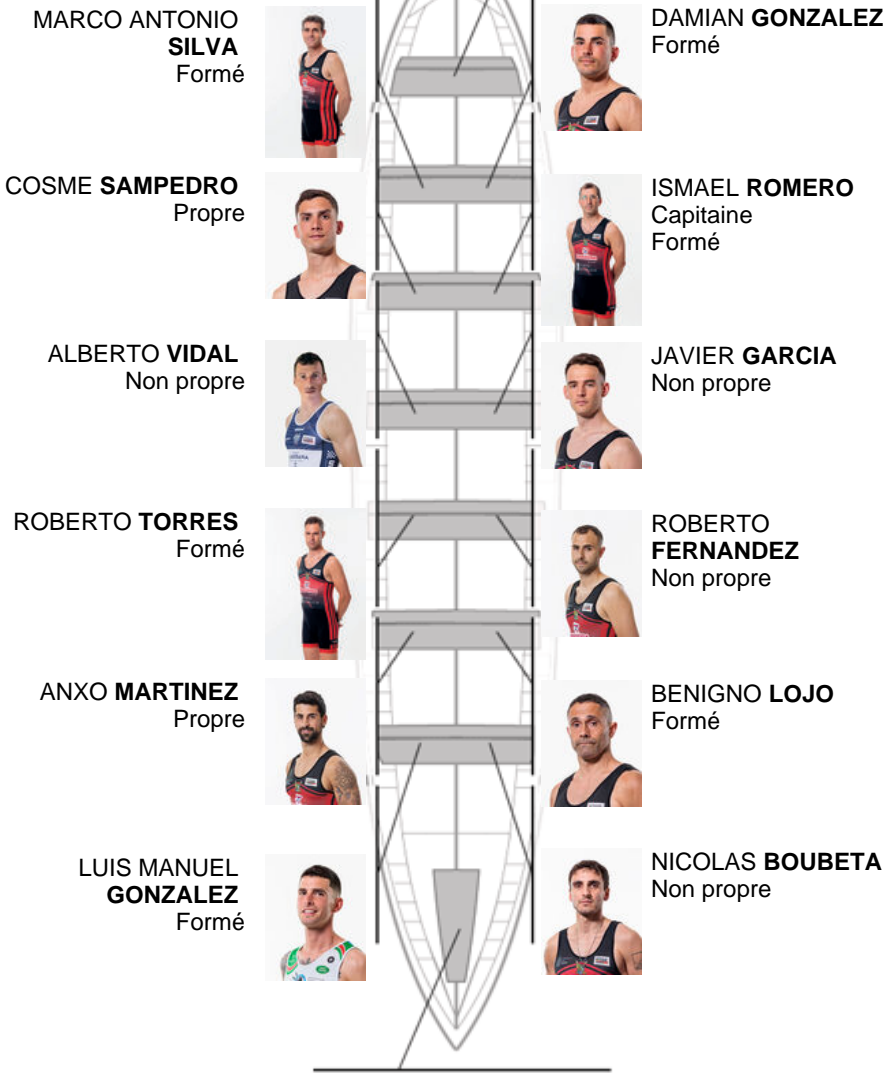 MARCO ANTONIO
SILVA
Formé
DAMIAN GONZALEZ
Formé
COSME SAMPEDRO
Propre
ISMAEL ROMERO
Capitaine
Formé
ALBERTO VIDAL
Non propre
JAVIER GARCIA
Non propre
ROBERTO TORRES
Formé
ROBERTO
FERNANDEZ
Non propre
ANXO MARTINEZ
Propre
BENIGNO LOJO
Formé
LUIS MANUEL
GONZALEZ
Formé
NICOLAS BOUBETA
Non propre